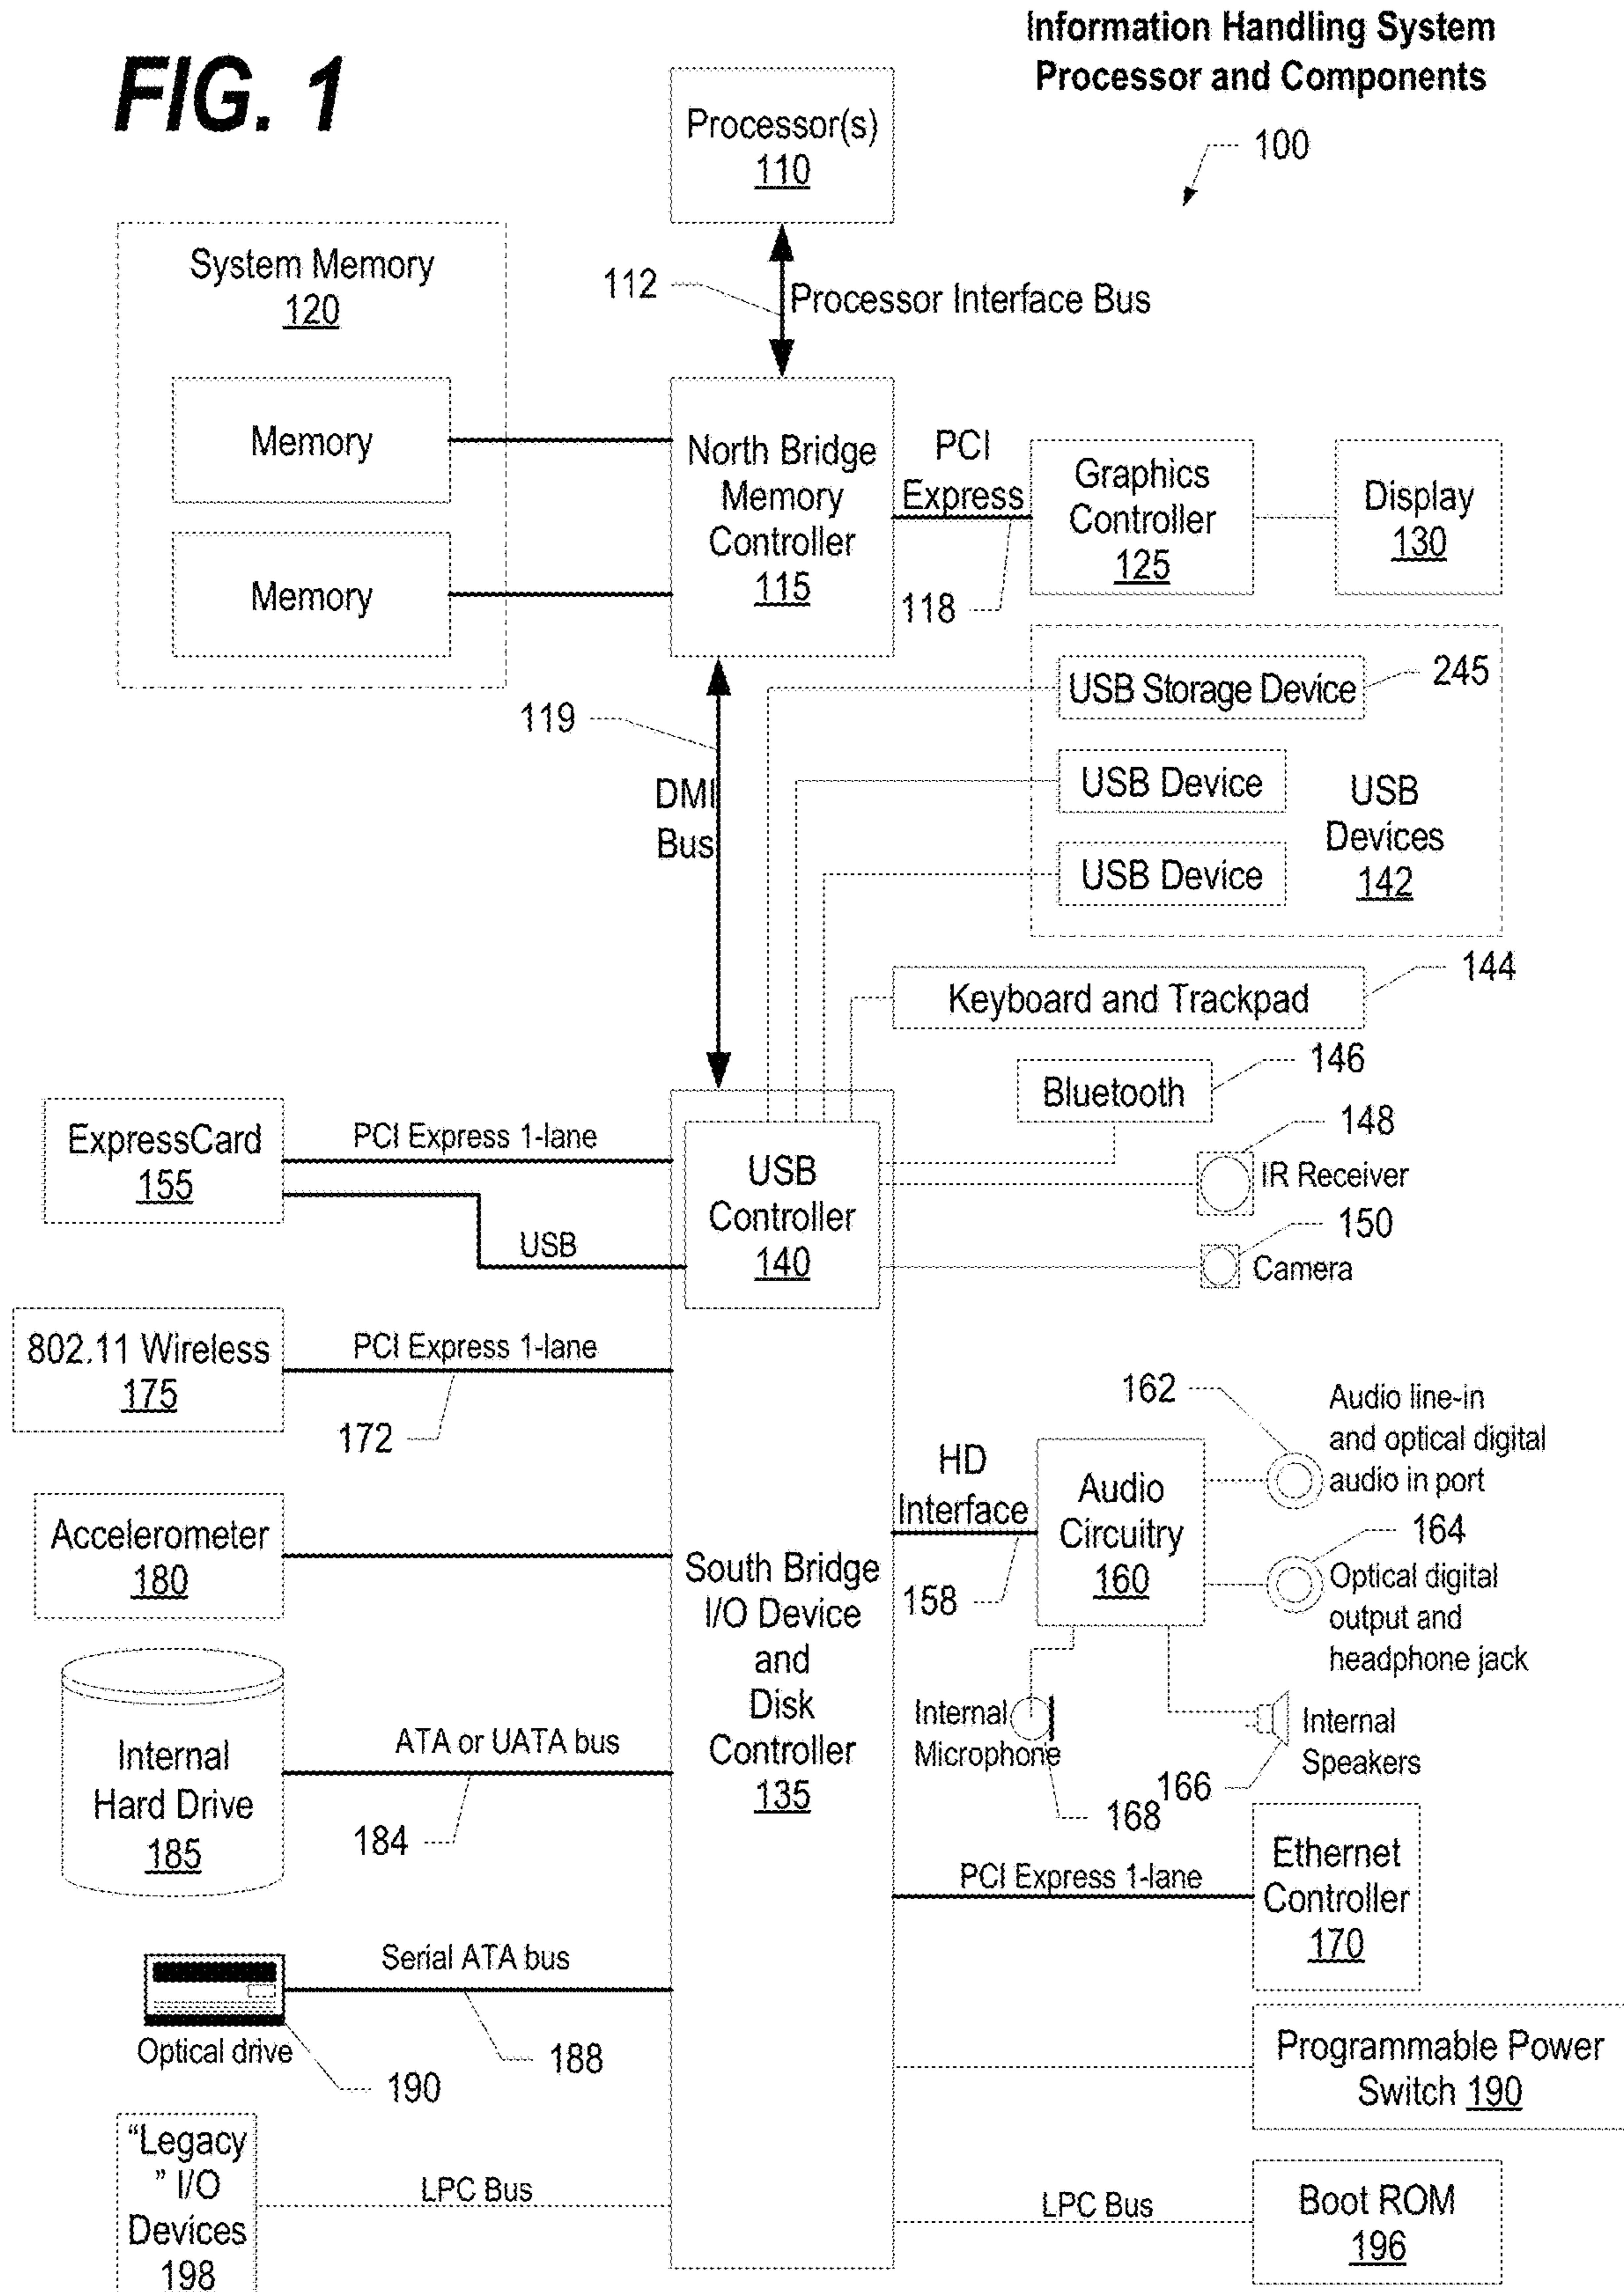 FIG. 1
Information Handling System
Processor and Components
100
Processor(s)
110
System Memory
120
112
Processor Interface Bus
Memory
Memory
North Bridge
Memory
Controller
115
PCI
Express
118
Graphics
Controller
125
Display
130
119
DMI
Bus
USB Storage Device
245
USB Device
USB Device
USB
Devices
142
Keyboard and Trackpad
144
Bluetooth
146
148
IR Receiver
150
Camera
ExpressCard
155
PCI Express 1-lane
USB
USB
Controller
140
802.11 Wireless
175
PCI Express 1-lane
172
Accelerometer
180
South Bridge
I/O Device
and
Disk
Controller
135
HD
Interface
158
Audio
Circuitry
160
162
Audio line-in
and optical digital
audio in port
164
Optical digital
output and
headphone jack
Internal
Microphone
168
166
Internal
Speakers
Internal
Hard Drive
185
ATA or UATA bus
184
PCI Express 1-lane
Ethernet
Controller
170
Serial ATA bus
188
Optical drive
190
Programmable Power
Switch 190
“Legacy
” I/O
Devices
198
LPC Bus
LPC Bus
Boot ROM
196